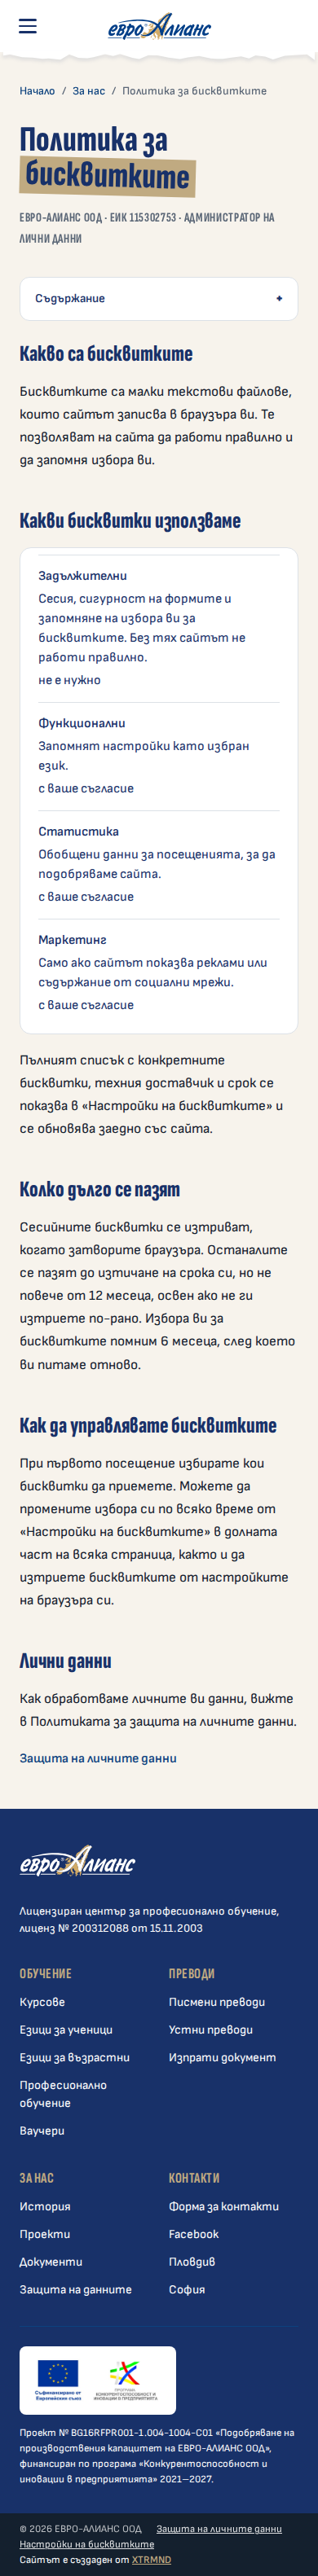 евроАлианс
Начало / За нас / Политика за бисквитките
Политика за
бисквитките
ЕВРО-АЛИАНС ООД · ЕИК 115302753 · АДМИНИСТРАТОР НА
ЛИЧНИ ДАННИ
Съдържание +
Какво са бисквитките
Бисквитките са малки текстови файлове,
които сайтът записва в браузъра ви. Те
позволяват на сайта да работи правилно и
да запомня избора ви.
Какви бисквитки използваме
Задължителни
Сесия, сигурност на формите и
запомняне на избора ви за
бисквитките. Без тях сайтът не
работи правилно.
не е нужно
Функционални
Запомнят настройки като избран
език.
с ваше съгласие
Статистика
Обобщени данни за посещенията, за да
подобряваме сайта.
с ваше съгласие
Маркетинг
Само ако сайтът показва реклами или
съдържание от социални мрежи.
с ваше съгласие
Пълният списък с конкретните
бисквитки, техния доставчик и срок се
показва в «Настройки на бисквитките» и
се обновява заедно със сайта.
Колко дълго се пазят
Сесийните бисквитки се изтриват,
когато затворите браузъра. Останалите
се пазят до изтичане на срока си, но не
повече от 12 месеца, освен ако не ги
изтриете по-рано. Избора ви за
бисквитките помним 6 месеца, след което
ви питаме отново.
Как да управлявате бисквитките
При първото посещение избирате кои
бисквитки да приемете. Можете да
промените избора си по всяко време от
«Настройки на бисквитките» в долната
част на всяка страница, както и да
изтриете бисквитките от настройките
на браузъра си.
Лични данни
Как обработваме личните ви данни, вижте
в Политиката за защита на личните данни.
Защита на личните данни
евроАлианс
Лицензиран център за професионално обучение,
лиценз № 200312088 от 15.11.2003
ОБУЧЕНИЕ
Курсове
Езици за ученици
Езици за възрастни
Професионално
обучение
Ваучери
ПРЕВОДИ
Писмени преводи
Устни преводи
Изпрати документ
ЗА НАС
История
Проекти
Документи
Защита на данните
КОНТАКТИ
Форма за контакти
Facebook
Пловдив
София
Съфинансиран от
Европейския съюз
ПРОГРАМА
КОНКУРЕНТОСПОСОБНОСТ
И ИНОВАЦИИ В ПРЕДПРИЯТИЯТА
Проект № BG16RFPR001-1.004-1004-C01 «Подобряване на
производствения капацитет на ЕВРО-АЛИАНС ООД»,
финансиран по програма «Конкурентоспособност и
иновации в предприятията» 2021–2027.
© 2026 ЕВРО-АЛИАНС ООД Защита на личните данни
Настройки на бисквитките
Сайтът е създаден от XTRMND